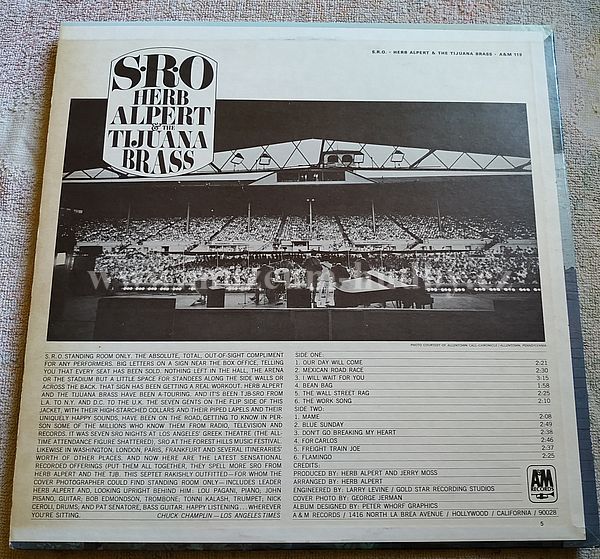 S.R.O. - HERB ALPERT & THE TIJUANA BRASS - A&M 119
S·R·O
HERB
ALPERT
& THE
TIJUANA
BRASS
PHOTO COURTESY OF ALLENTOWN CALL-CHRONICLE / ALLENTOWN, PENNSYLVANIA
S.R.O. STANDING ROOM ONLY. THE ABSOLUTE, TOTAL, OUT-OF-SIGHT COMPLIMENT
FOR ANY PERFORMERS. BIG LETTERS ON A SIGN NEAR THE BOX OFFICE, TELLING
YOU THAT EVERY SEAT HAS BEEN SOLD. NOTHING LEFT IN THE HALL, THE ARENA
OR THE STADIUM BUT A LITTLE SPACE FOR STANDEES ALONG THE SIDE WALLS OR
ACROSS THE BACK. THAT SIGN HAS BEEN GETTING A REAL WORKOUT. HERB ALPERT
AND THE TIJUANA BRASS HAVE BEEN A-TOURING. AND IT'S BEEN TJB-SRO FROM
L.A. TO N.Y. AND D.C. TO THE U.K. THE SEVEN GENTS ON THE FLIP SIDE OF THIS
JACKET, WITH THEIR HIGH-STARCHED COLLARS AND THEIR PIPED LAPELS AND THEIR
UNIQUELY HAPPY SOUNDS, HAVE BEEN ON THE ROAD, GETTING TO KNOW IN PER-
SON SOME OF THE MILLIONS WHO KNOW THEM FROM RADIO, TELEVISION AND
RECORDS. IT WAS SEVEN SRO NIGHTS AT LOS ANGELES' GREEK THEATRE (THE ALL-
TIME ATTENDANCE FIGURE SHATTERED). SRO AT THE FOREST HILLS MUSIC FESTIVAL.
LIKEWISE IN WASHINGTON, LONDON, PARIS, FRANKFURT AND SEVERAL ITINERARIES'
WORTH OF OTHER PLACES. AND NOW HERE ARE THE LATEST SENSATIONAL
RECORDED OFFERINGS (PUT THEM ALL TOGETHER, THEY SPELL MORE SRO FROM
HERB ALPERT AND THE TJB. THIS SEPTET RAKISHLY OUTFITTED—FOR WHOM THE
COVER PHOTOGRAPHER COULD FIND STANDING ROOM ONLY—INCLUDES LEADER
HERB ALPERT AND, LOOKING UPRIGHT BEHIND HIM: LOU PAGANI, PIANO; JOHN
PISANO, GUITAR; BOB EDMONDSON, TROMBONE; TONNI KALASH, TRUMPET; NICK
CEROLI, DRUMS; AND PAT SENATORE, BASS GUITAR. HAPPY LISTENING... WHEREVER
YOU'RE SITTING. CHUCK CHAMPLIN—LOS ANGELES TIMES
SIDE ONE:
1. OUR DAY WILL COME 2:21
2. MEXICAN ROAD RACE 2:30
3. I WILL WAIT FOR YOU 3:15
4. BEAN BAG 1:58
5. THE WALL STREET RAG 2:25
6. THE WORK SONG 2:10
SIDE TWO:
1. MAME 2:08
2. BLUE SUNDAY 2:49
3. DON'T GO BREAKING MY HEART 2:38
4. FOR CARLOS 2:46
5. FREIGHT TRAIN JOE 2:37
6. FLAMINGO 2:25
CREDITS:
PRODUCED BY: HERB ALPERT AND JERRY MOSS
ARRANGED BY: HERB ALPERT
ENGINEERED BY: LARRY LEVINE / GOLD STAR RECORDING STUDIOS
COVER PHOTO BY: GEORGE JERMAN
ALBUM DESIGNED BY: PETER WHORF GRAPHICS
A&M RECORDS / 1416 NORTH LA BREA AVENUE / HOLLYWOOD / CALIFORNIA / 90028
A&M
RECORDS
5